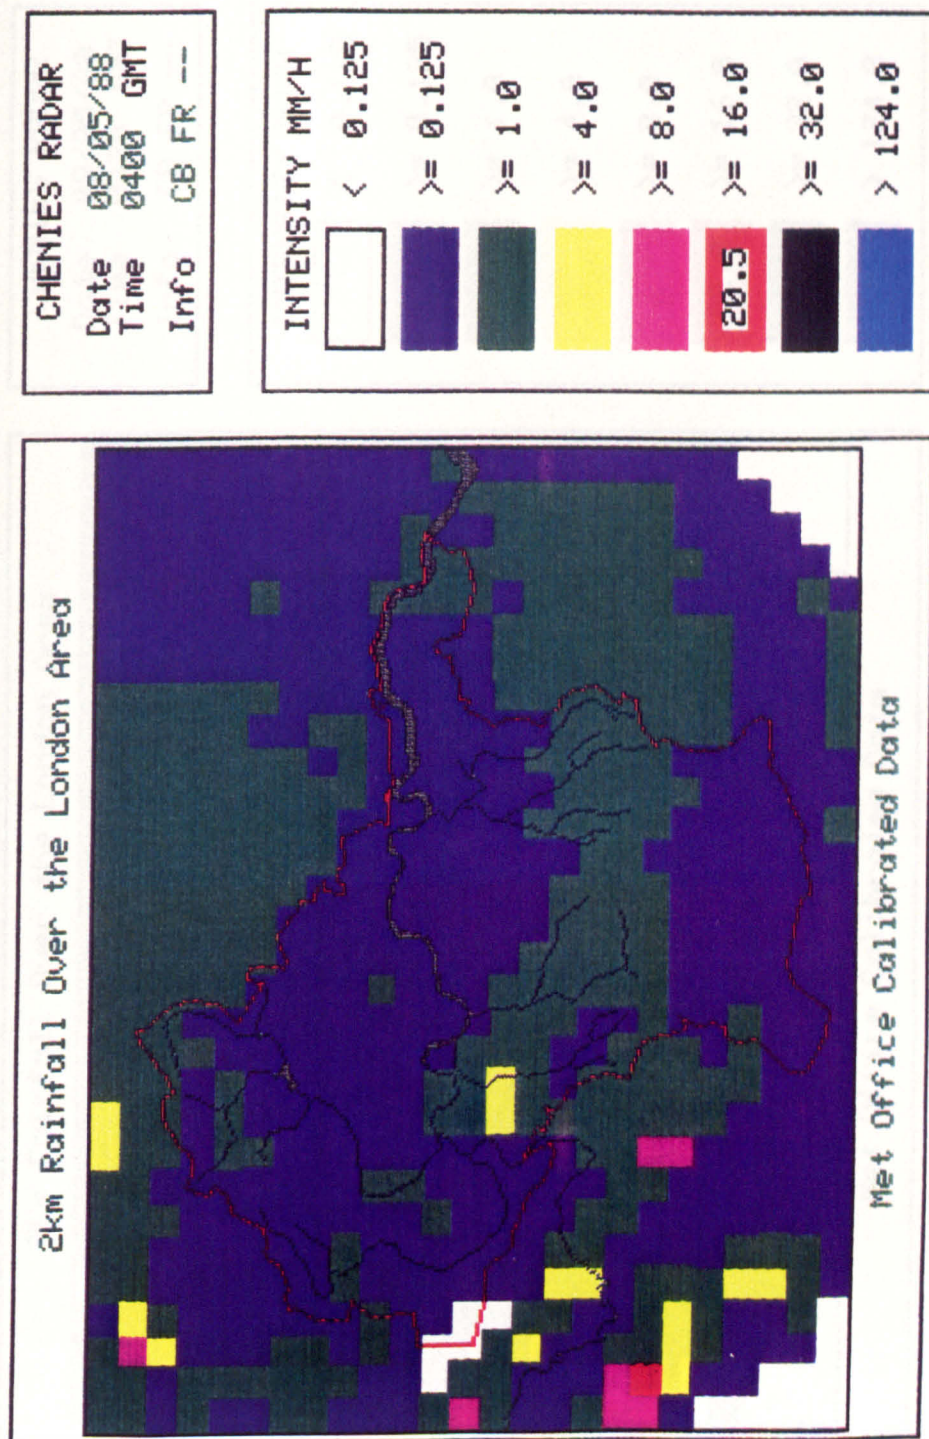 2km Rainfall Over the London Area
Met Office Calibrated Data
CHENIES RADAR
Date 08/05/88
Time 0400 GMT
Info CB FR --
INTENSITY MM/H
< 0.125
>= 0.125
>= 1.0
>= 4.0
>= 8.0
20.5 >= 16.0
>= 32.0
> 124.0